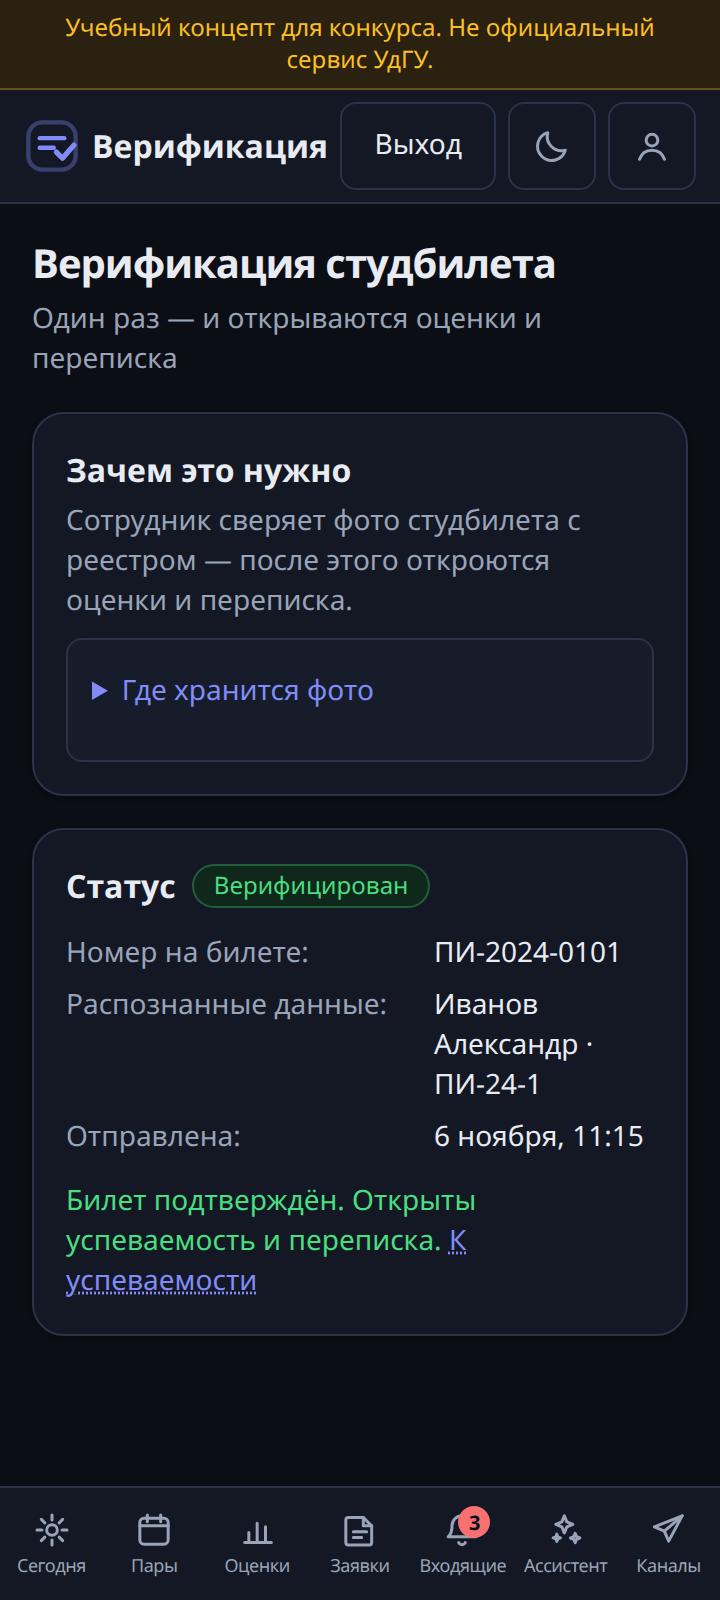 Учебный концепт для конкурса. Не официальный
сервис УдГУ.
Верификация
Выход
Верификация студбилета
Один раз — и открываются оценки и
переписка
Зачем это нужно
Сотрудник сверяет фото студбилета с
реестром — после этого откроются
оценки и переписка.
Где хранится фото
Статус Верифицирован
Номер на билете: ПИ-2024-0101
Распознанные данные: Иванов
Александр ·
ПИ-24-1
Отправлена: 6 ноября, 11:15
Билет подтверждён. Открыты
успеваемость и переписка. К
успеваемости
3
Сегодня Пары Оценки Заявки Входящие Ассистент Каналы